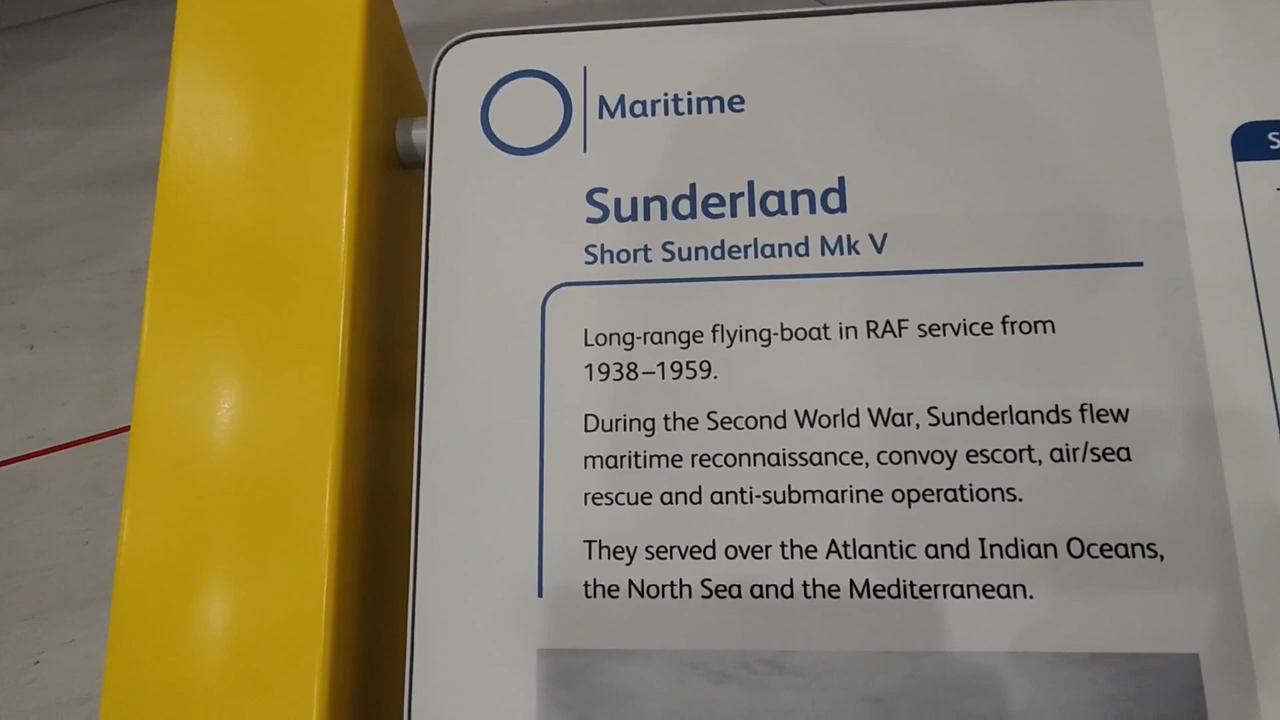 Maritime
Sunderland
Short Sunderland Mk V
Long-range flying-boat in RAF service from
1938–1959.
During the Second World War, Sunderlands flew
maritime reconnaissance, convoy escort, air/sea
rescue and anti-submarine operations.
They served over the Atlantic and Indian Oceans,
the North Sea and the Mediterranean.